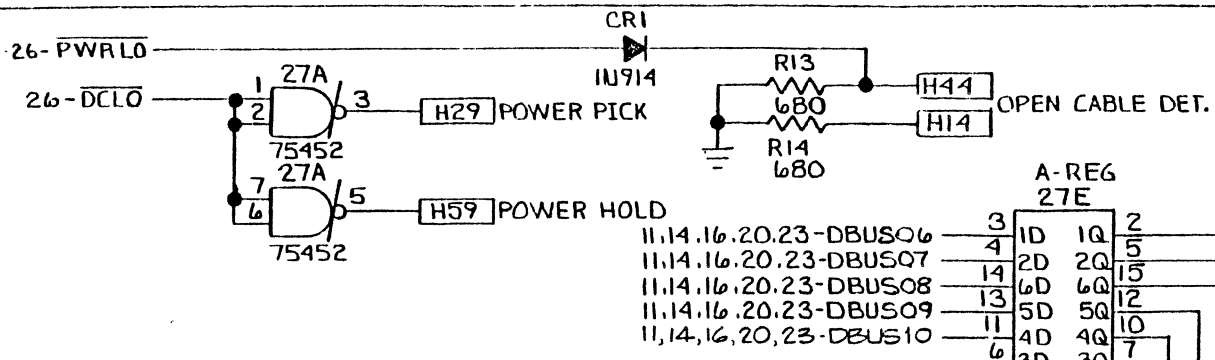 CR1
26-PWRLO
1N914
R13
680
H44
27A
1
2
3
26-DCLO
H29 POWER PICK
OPEN CABLE DET.
H14
75452
R14
680
27A
7
6
5
H59 POWER HOLD
75452
A-REG
27E
11.14.16.20.23-DBUS06 3 1D 1Q 2
11.14.16.20.23-DBUS07 4 2D 2Q 5
11.14.16.20.23-DBUS08 14 6D 6Q 15
11.14.16.20.23-DBUS09 13 5D 5Q 12
11,14,16,20,23-DBUS10 11 4D 4Q 10
6 3D 3Q 7